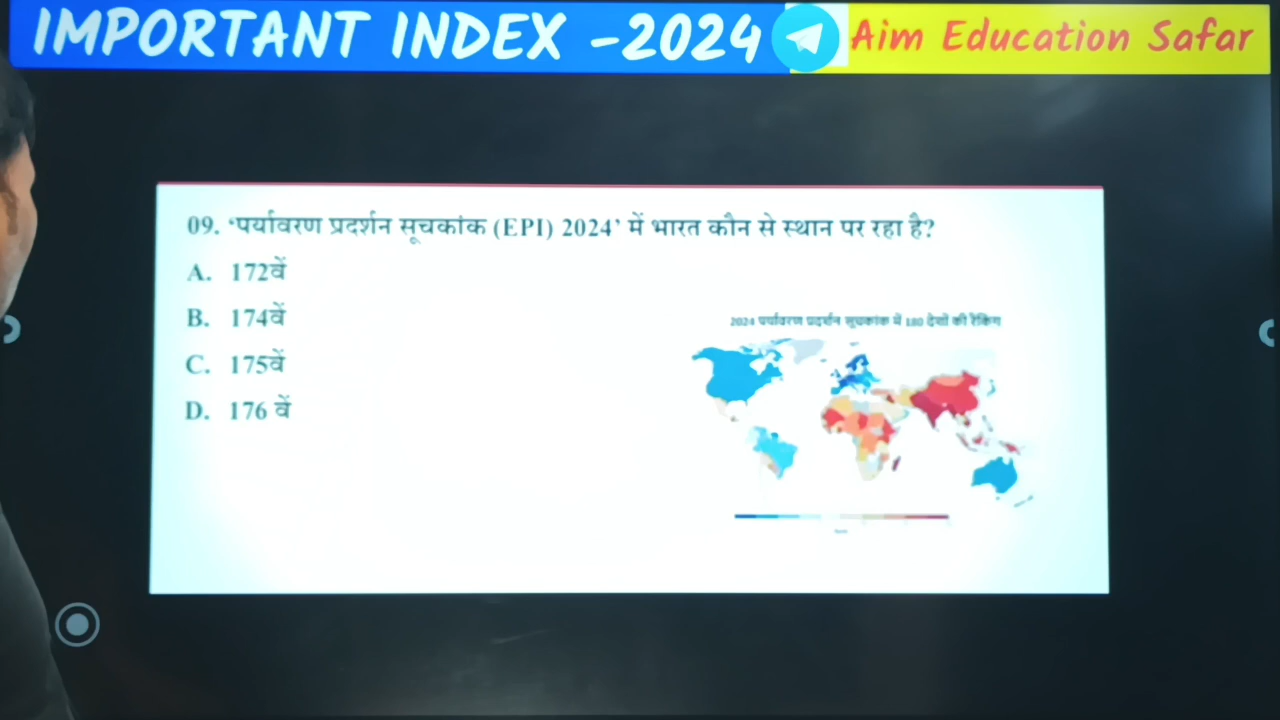 IMPORTANT INDEX -2024 Aim Education Safar
09. ‘पर्यावरण प्रदर्शन सूचकांक (EPI) 2024’ में भारत कौन से स्थान पर रहा है?
A. 172वें
B. 174वें
C. 175वें
D. 176 वें
2024 पर्यावरण प्रदर्शन सूचकांक में 180 देशों की रैंकिंग